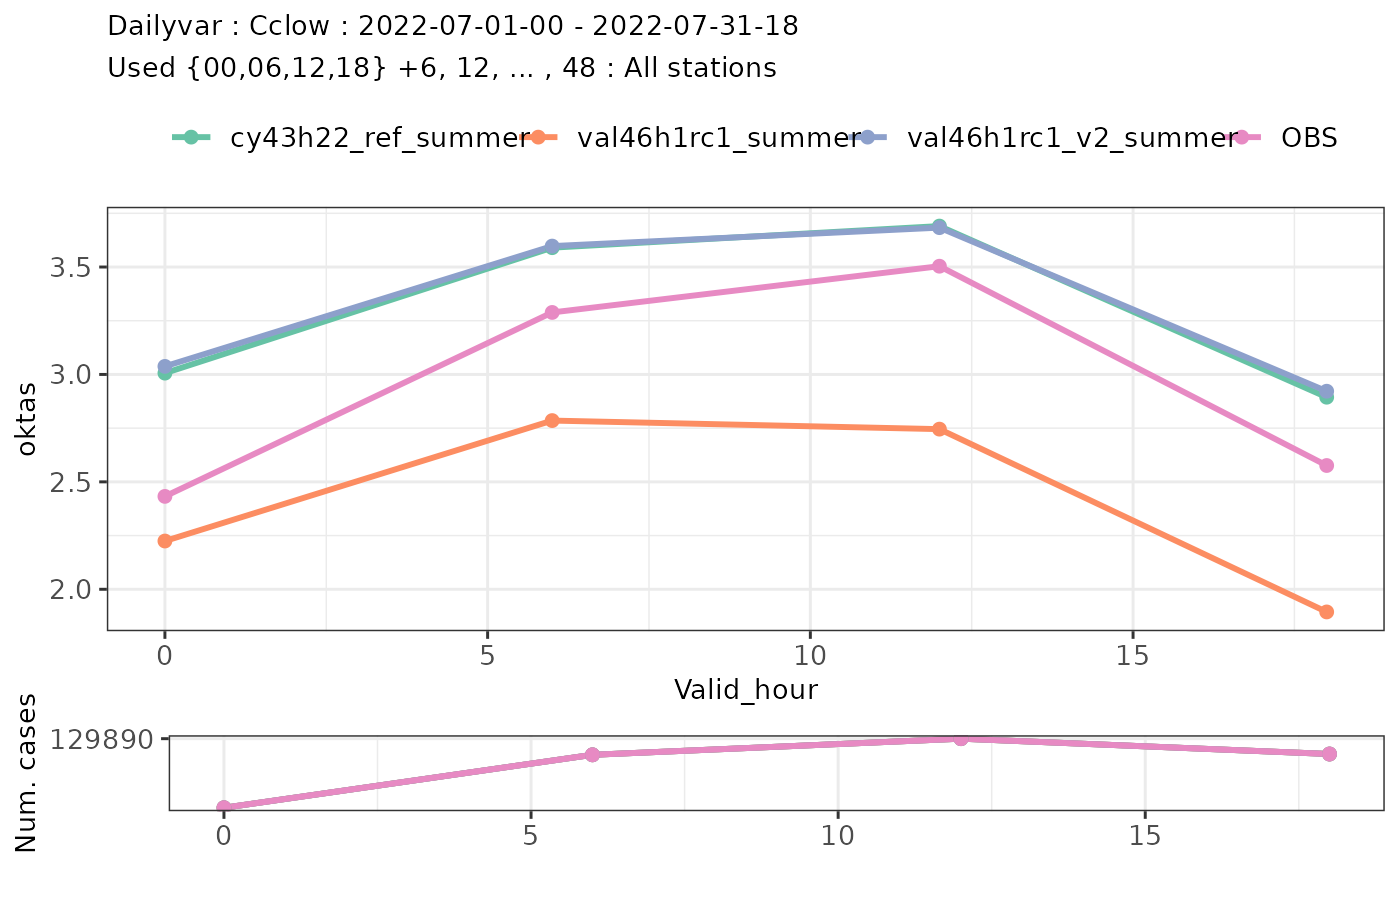 Dailyvar : Cclow : 2022-07-01-00 - 2022-07-31-18
Used {00,06,12,18} +6, 12, ... , 48 : All stations
cy43h22_ref_summer val46h1rc1_summer val46h1rc1_v2_summer OBS
3.5
3.0
2.5
2.0
oktas
0 5 10 15
Valid_hour
129890
Num. cases
0 5 10 15